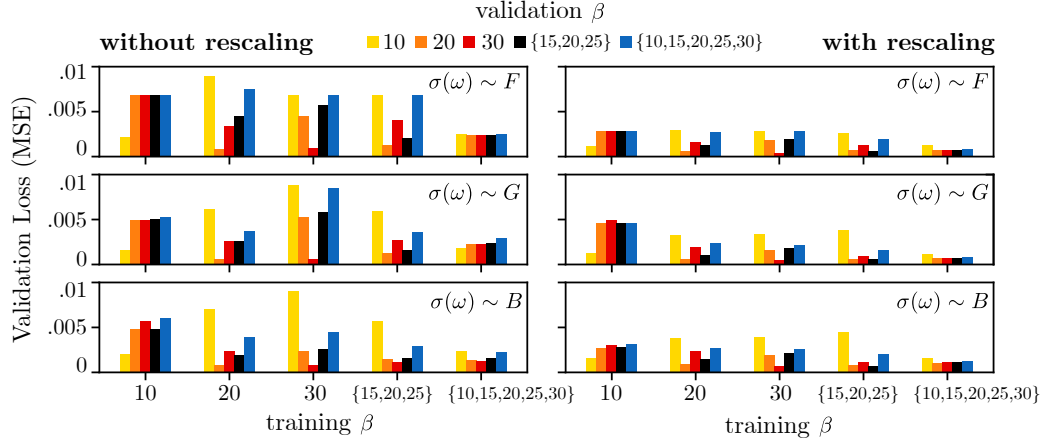 validation β
without rescaling
10 20 30 {15,20,25} {10,15,20,25,30}
with rescaling
Validation Loss (MSE)
.01
.005
0
σ(ω) ∼ F
σ(ω) ∼ F
.01
.005
0
σ(ω) ∼ G
σ(ω) ∼ G
.01
.005
0
σ(ω) ∼ B
σ(ω) ∼ B
10 20 30 {15,20,25} {10,15,20,25,30}
10 20 30 {15,20,25} {10,15,20,25,30}
training β
training β